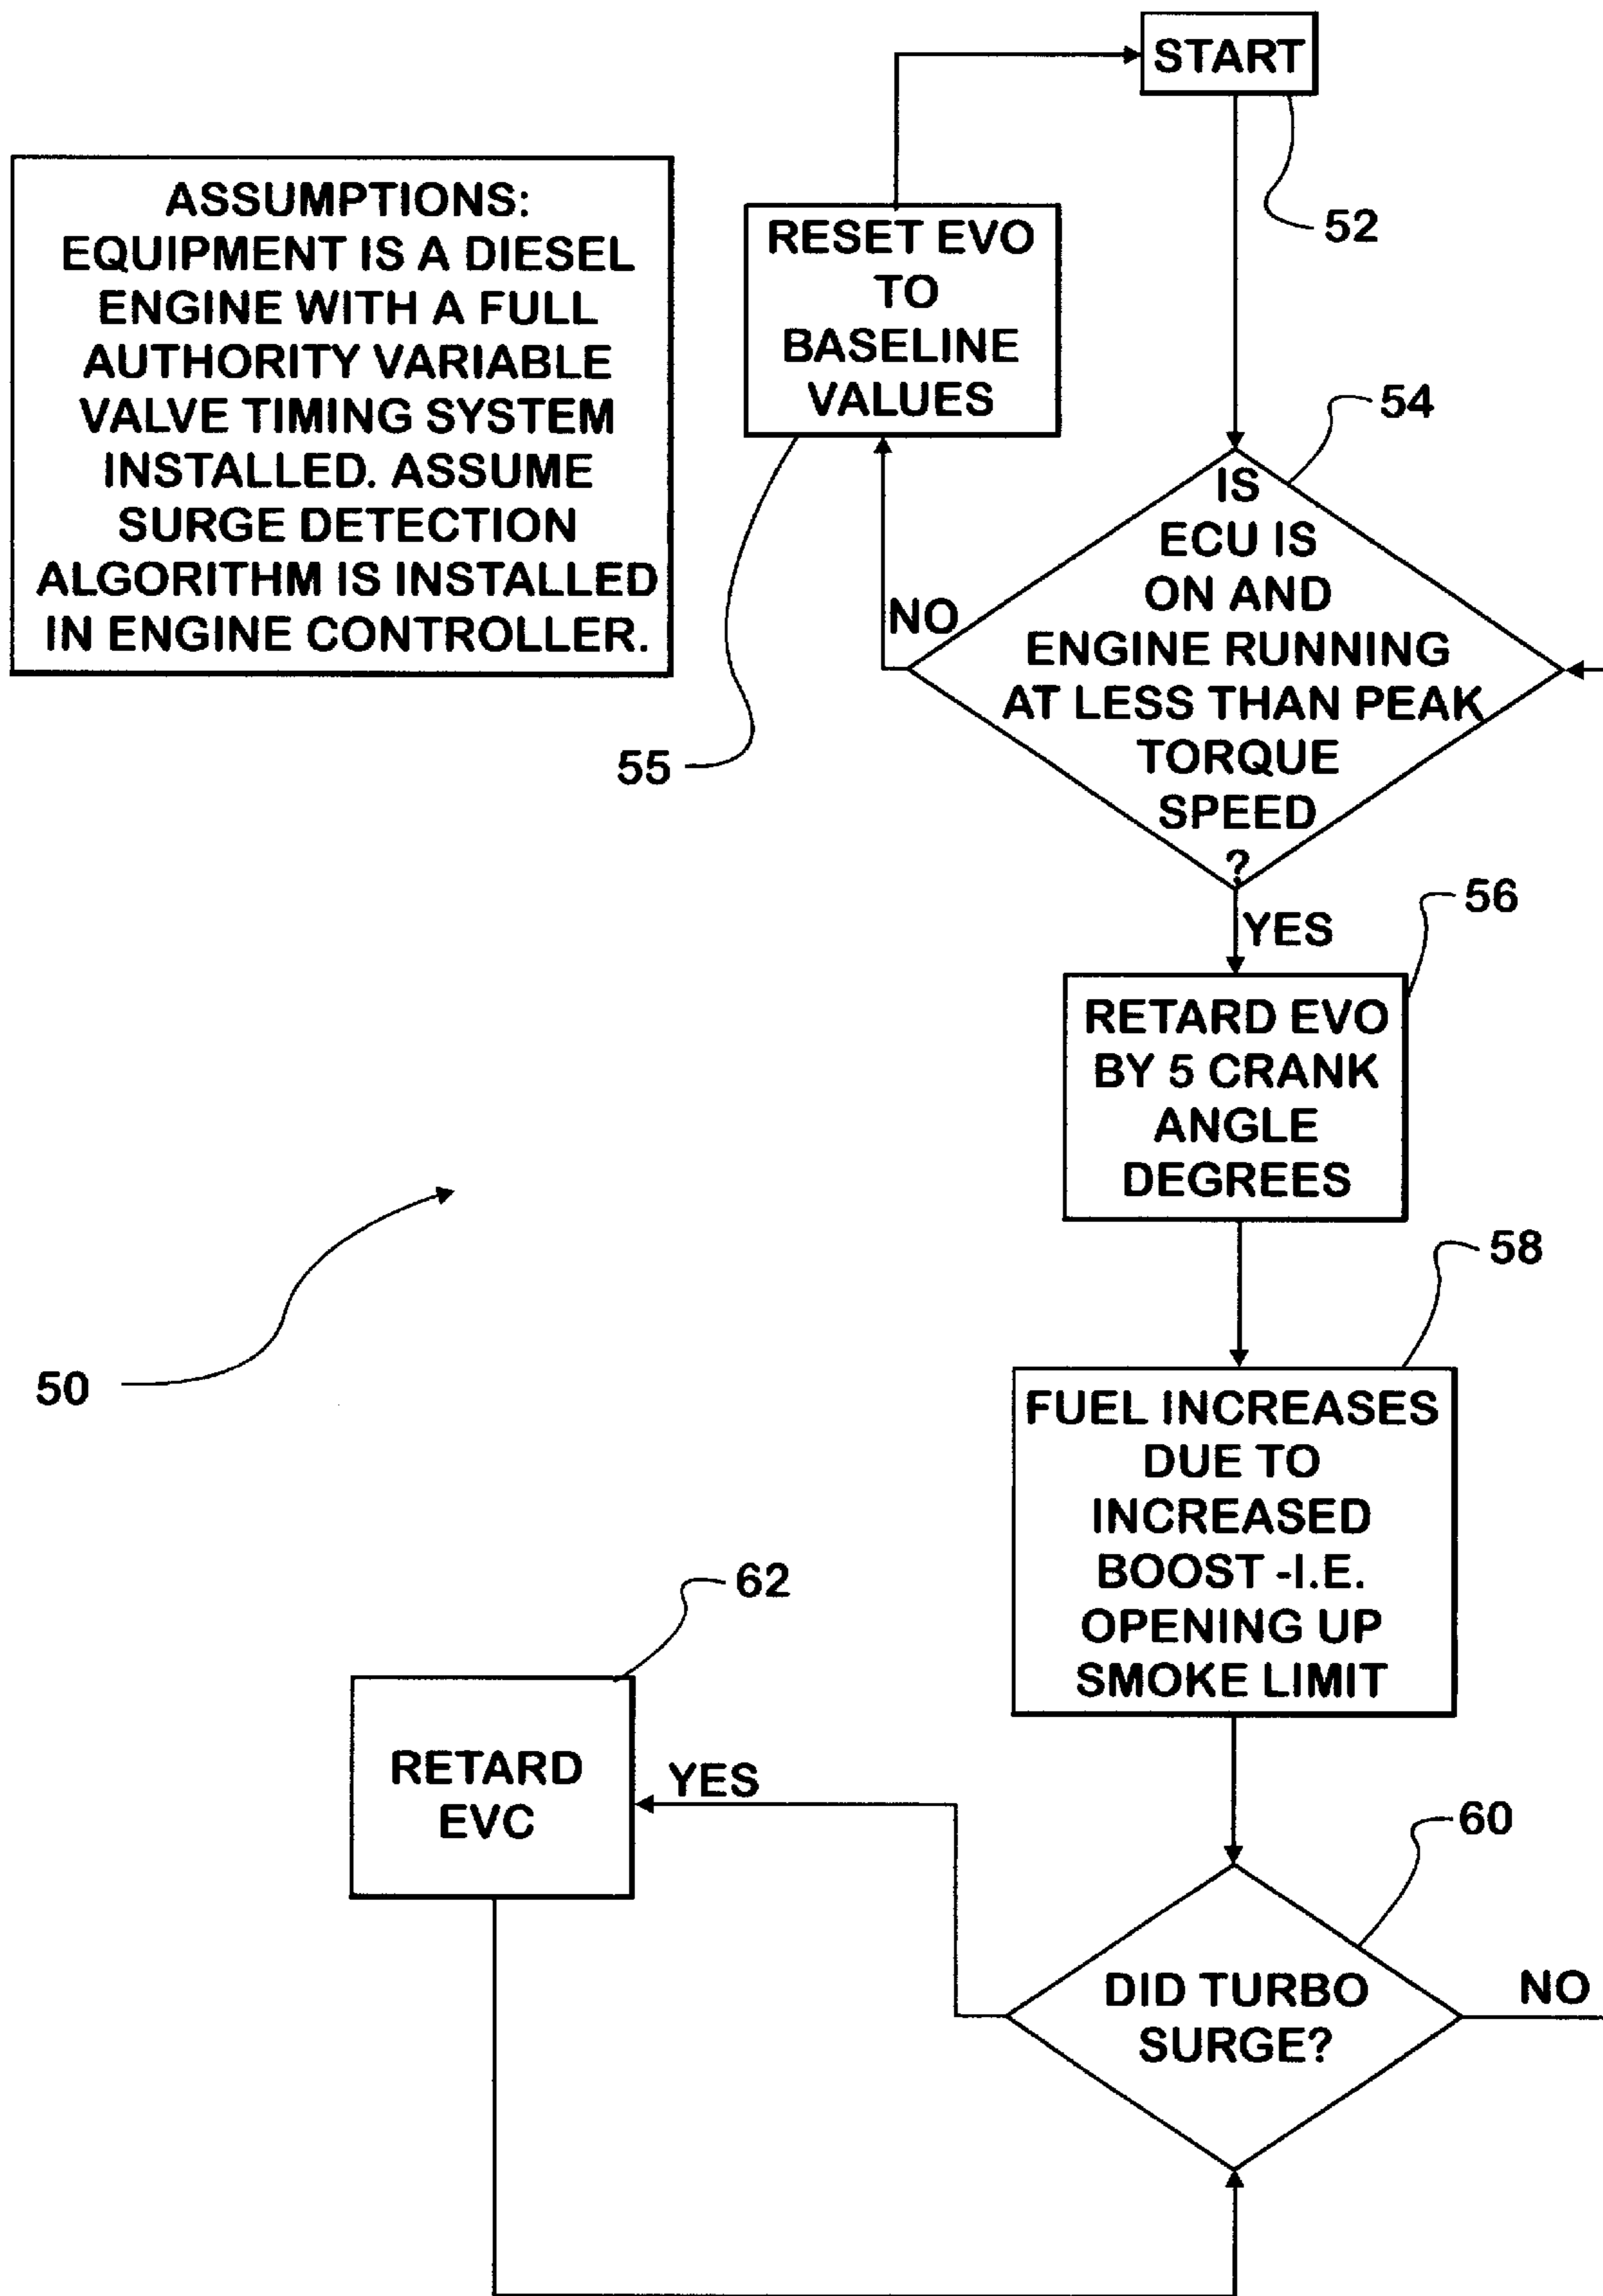 START
52
ASSUMPTIONS:
EQUIPMENT IS A DIESEL
ENGINE WITH A FULL
AUTHORITY VARIABLE
VALVE TIMING SYSTEM
INSTALLED. ASSUME
SURGE DETECTION
ALGORITHM IS INSTALLED
IN ENGINE CONTROLLER.
RESET EVO
TO
BASELINE
VALUES
55
54
IS
ECU IS
ON AND
ENGINE RUNNING
AT LESS THAN PEAK
TORQUE
SPEED
?
NO
YES
56
RETARD EVO
BY 5 CRANK
ANGLE
DEGREES
50
58
FUEL INCREASES
DUE TO
INCREASED
BOOST -I.E.
OPENING UP
SMOKE LIMIT
62
RETARD
EVC
YES
60
DID TURBO
SURGE?
NO